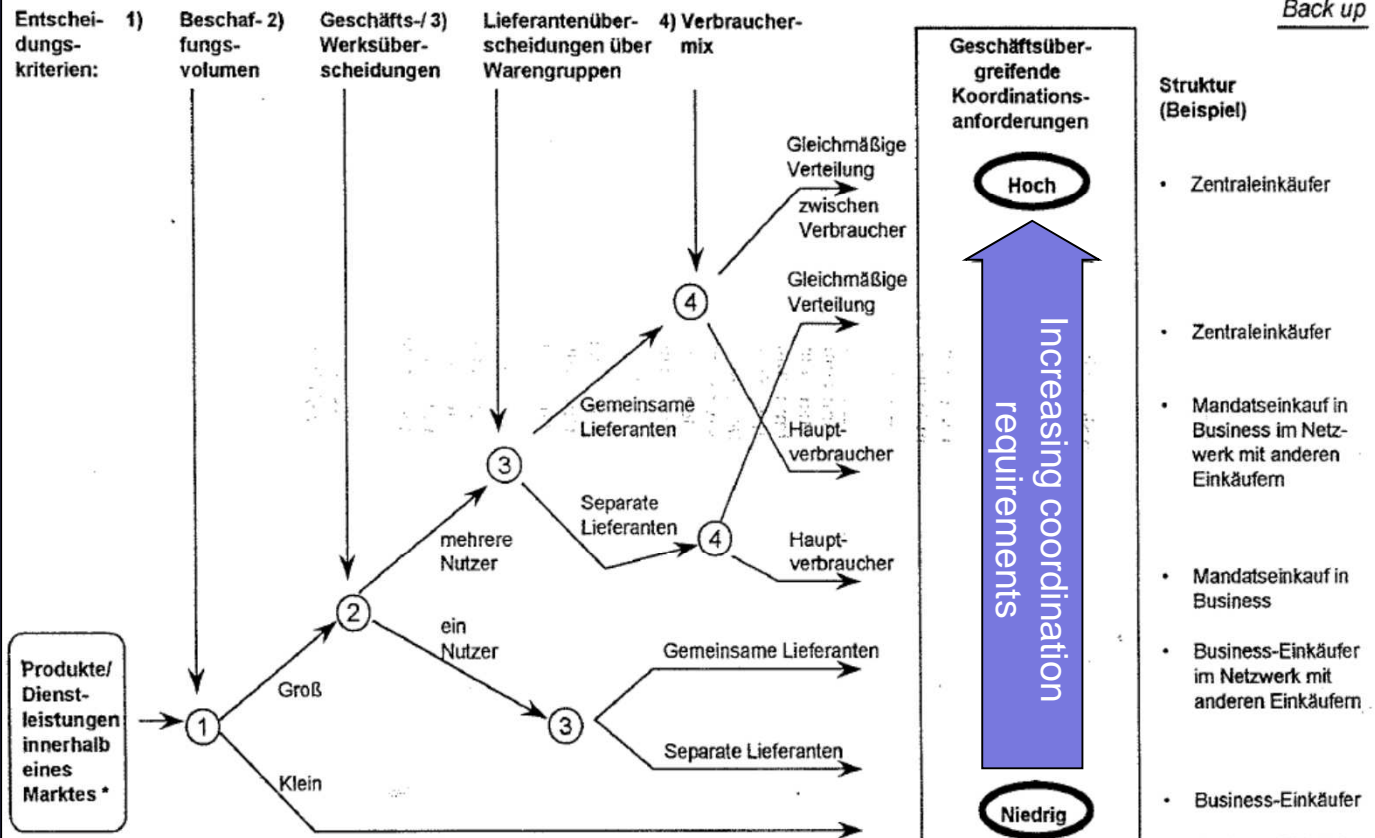 Back up
Entschei-
dungs-
kriterien:
1) Beschaf-
fungs-
volumen
2) Geschäfts-/
Werksüber-
scheidungen
3) Lieferantenüber-
scheidungen über
Warengruppen
4) Verbraucher-
mix
Geschäftsüber-
greifende
Koordinations-
anforderungen
Struktur
(Beispiel)
Gleichmäßige
Verteilung
zwischen
Verbraucher
Hoch
• Zentraleinkäufer
4
Gleichmäßige
Verteilung
• Zentraleinkäufer
Increasing coordination
requirements
Gemeinsame
Lieferanten
Haupt-
verbraucher
• Mandatseinkauf in
Business im Netz-
werk mit anderen
Einkäufern
3
Separate
Lieferanten
4
Haupt-
verbraucher
• Mandatseinkauf in
Business
mehrere
Nutzer
2
ein
Nutzer
Gemeinsame Lieferanten
• Business-Einkäufer
im Netzwerk mit
anderen Einkäufern
Produkte/
Dienst-
leistungen
innerhalb
eines
Marktes *
Groß
1
3
Separate Lieferanten
Klein
Niedrig
• Business-Einkäufer